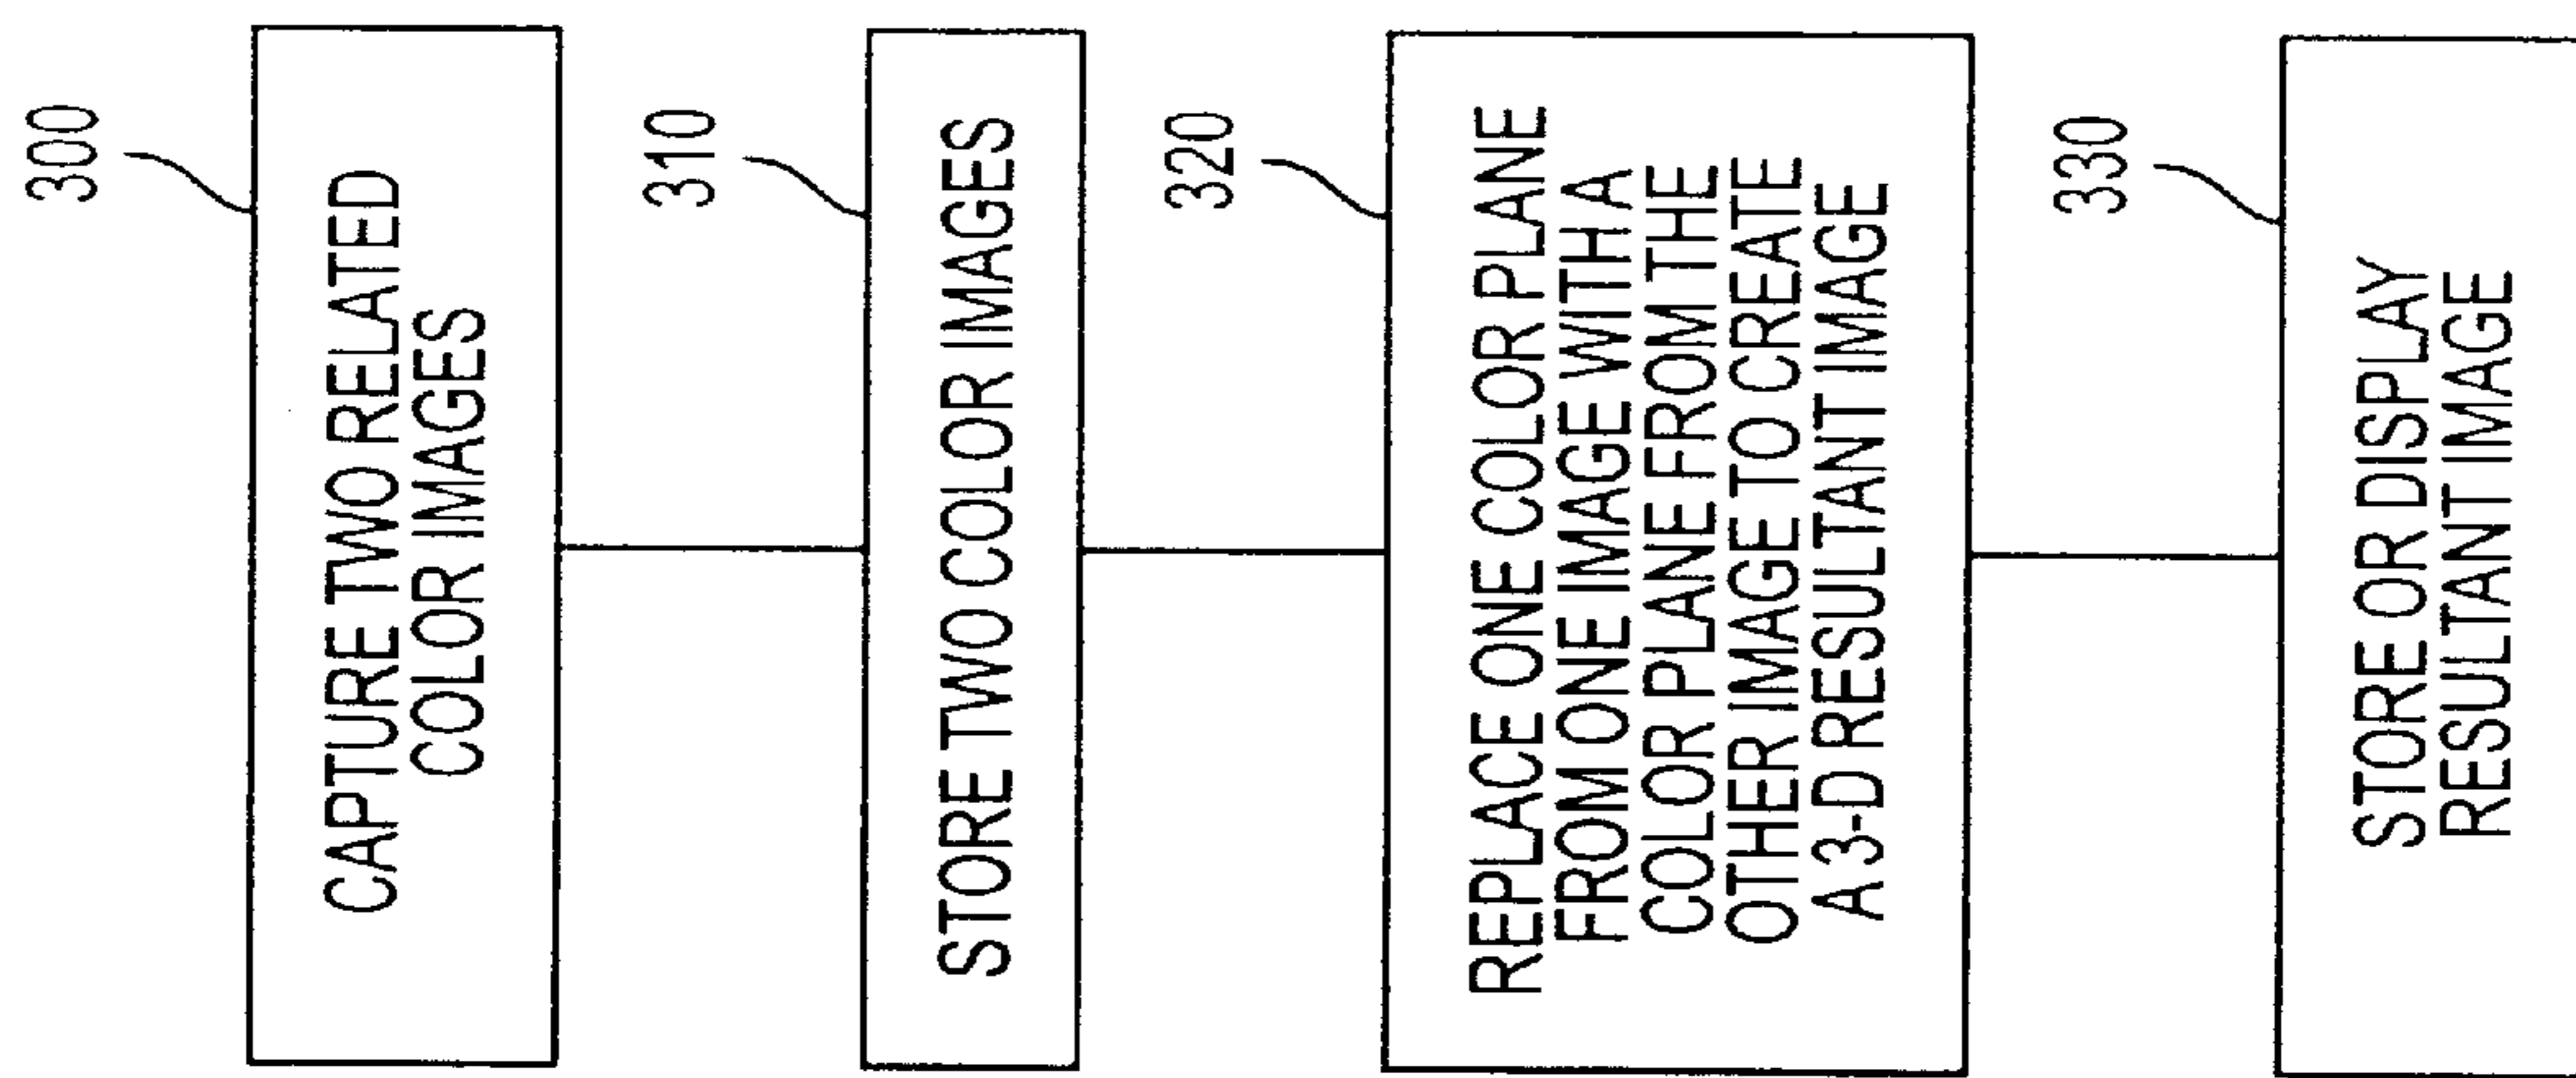 300
CAPTURE TWO RELATED
COLOR IMAGES
310
STORE TWO COLOR IMAGES
320
REPLACE ONE COLOR PLANE
FROM ONE IMAGE WITH A
COLOR PLANE FROM THE
OTHER IMAGE TO CREATE
A 3-D RESULTANT IMAGE
330
STORE OR DISPLAY
RESULTANT IMAGE